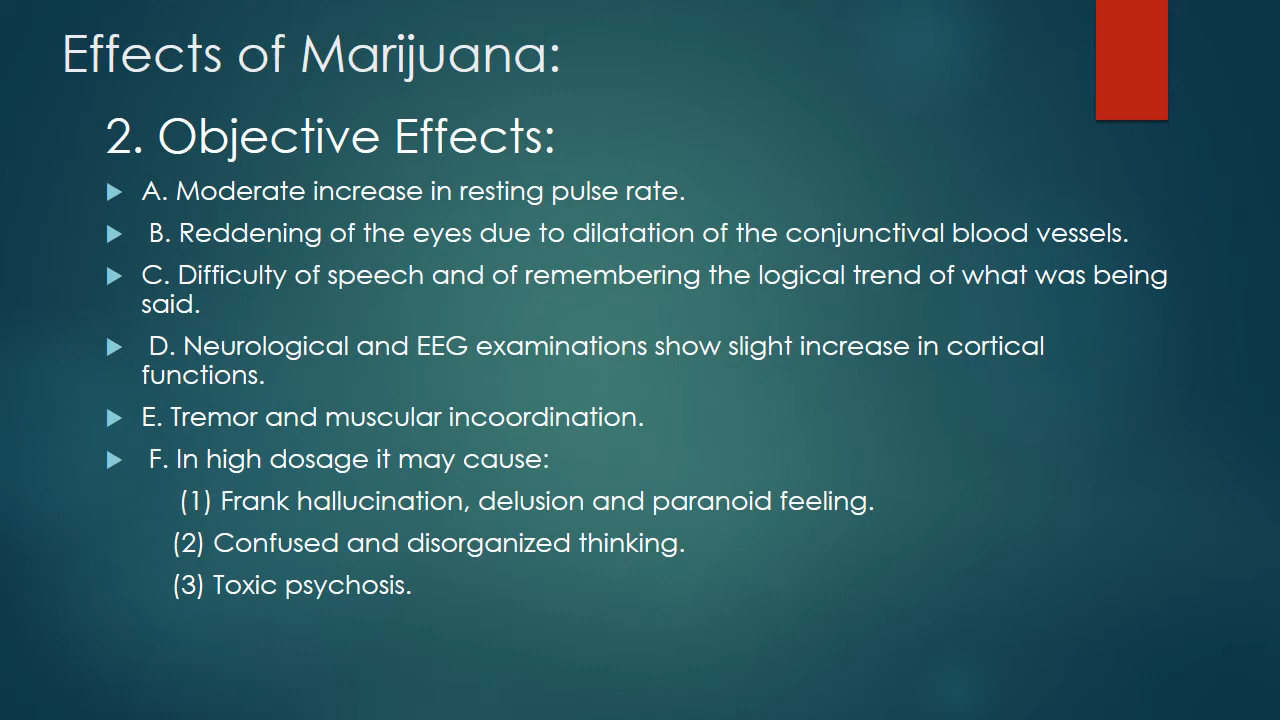 Effects of Marijuana:
2. Objective Effects:
A. Moderate increase in resting pulse rate.
B. Reddening of the eyes due to dilatation of the conjunctival blood vessels.
C. Difficulty of speech and of remembering the logical trend of what was being
said.
D. Neurological and EEG examinations show slight increase in cortical
functions.
E. Tremor and muscular incoordination.
F. In high dosage it may cause:
(1) Frank hallucination, delusion and paranoid feeling.
(2) Confused and disorganized thinking.
(3) Toxic psychosis.